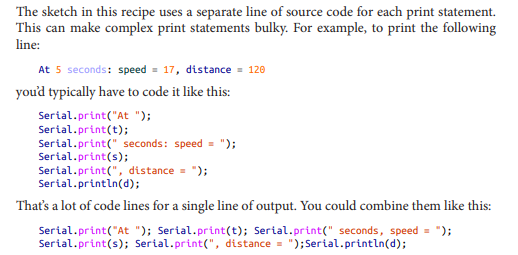 The sketch in this recipe uses a separate line of source code for each print statement.
This can make complex print statements bulky. For example, to print the following
line:
At 5 seconds: speed = 17, distance = 120
you'd typically have to code it like this:
Serial.print("At ");
Serial.print(t);
Serial.print(" seconds: speed = ");
Serial.print(s);
Serial.print(", distance = ");
Serial.println(d);
That's a lot of code lines for a single line of output. You could combine them like this:
Serial.print("At "); Serial.print(t); Serial.print(" seconds, speed = ");
Serial.print(s); Serial.print(", distance = ");Serial.println(d);